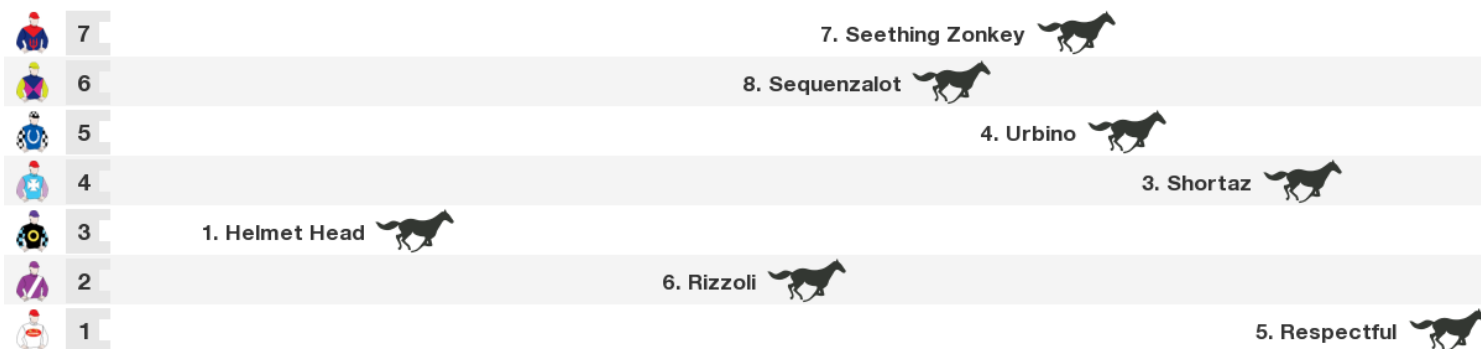 7 7. Seething Zonkey
6 8. Sequenzalot
5 4. Urbino
4 3. Shortaz
3 1. Helmet Head
2 6. Rizzoli
1 5. Respectful